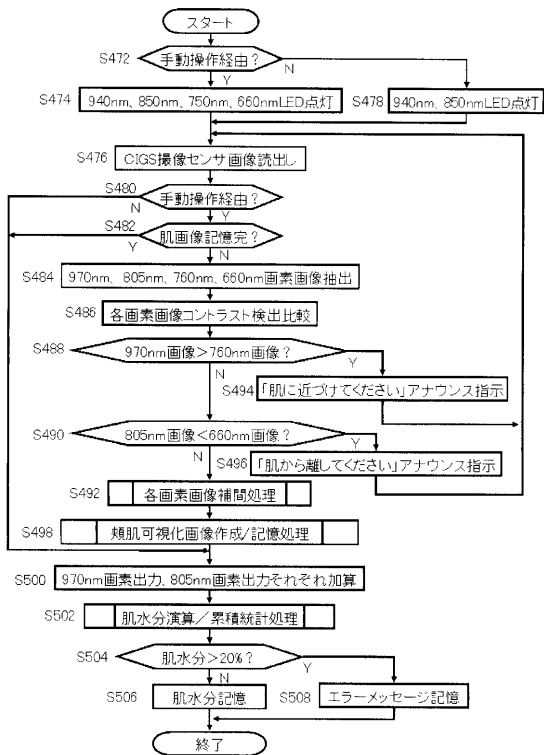 スタート
S472
手動操作経由？
N
Y
S474
940nm、850nm、750nm、660nmLED点灯
S478
940nm、850nmLED点灯
S476
CIGS撮像センサ画像読出し
S480
手動操作経由？
N
Y
S482
肌画像記憶完？
Y
N
S484
970nm、805nm、760nm、660nm画素画像抽出
S486
各画素画像コントラスト検出比較
S488
970nm画像>760nm画像？
Y
N
S494
「肌に近づけてください」アナウンス指示
S490
805nm画像<660nm画像？
Y
N
S496
「肌から離してください」アナウンス指示
S492
各画素画像補間処理
S498
頬肌可視化画像作成/記憶処理
S500
970nm画素出力、805nm画素出力それぞれ加算
S502
肌水分演算／累積統計処理
S504
肌水分>20%？
Y
N
S506
肌水分記憶
S508
エラーメッセージ記憶
終了